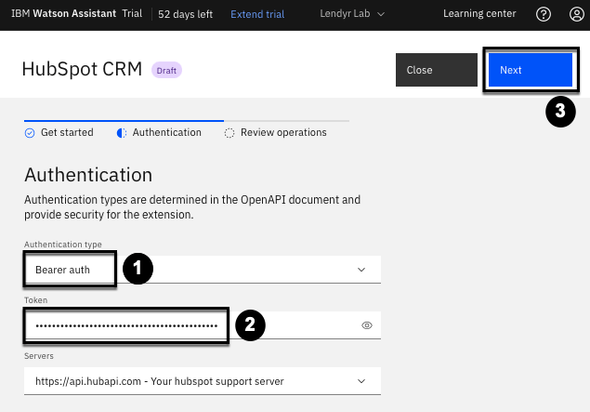 IBM Watson Assistant Trial 52 days left Extend trial Lendyr Lab Learning center
HubSpot CRM Draft Close Next
3
Get started Authentication Review operations
Authentication
Authentication types are determined in the OpenAPI document and
provide security for the extension.
Authentication type
Bearer auth 1
Token
•••••••••••••••••••••••••••••••••••••••••••• 2
Servers
https://api.hubapi.com - Your hubspot support server